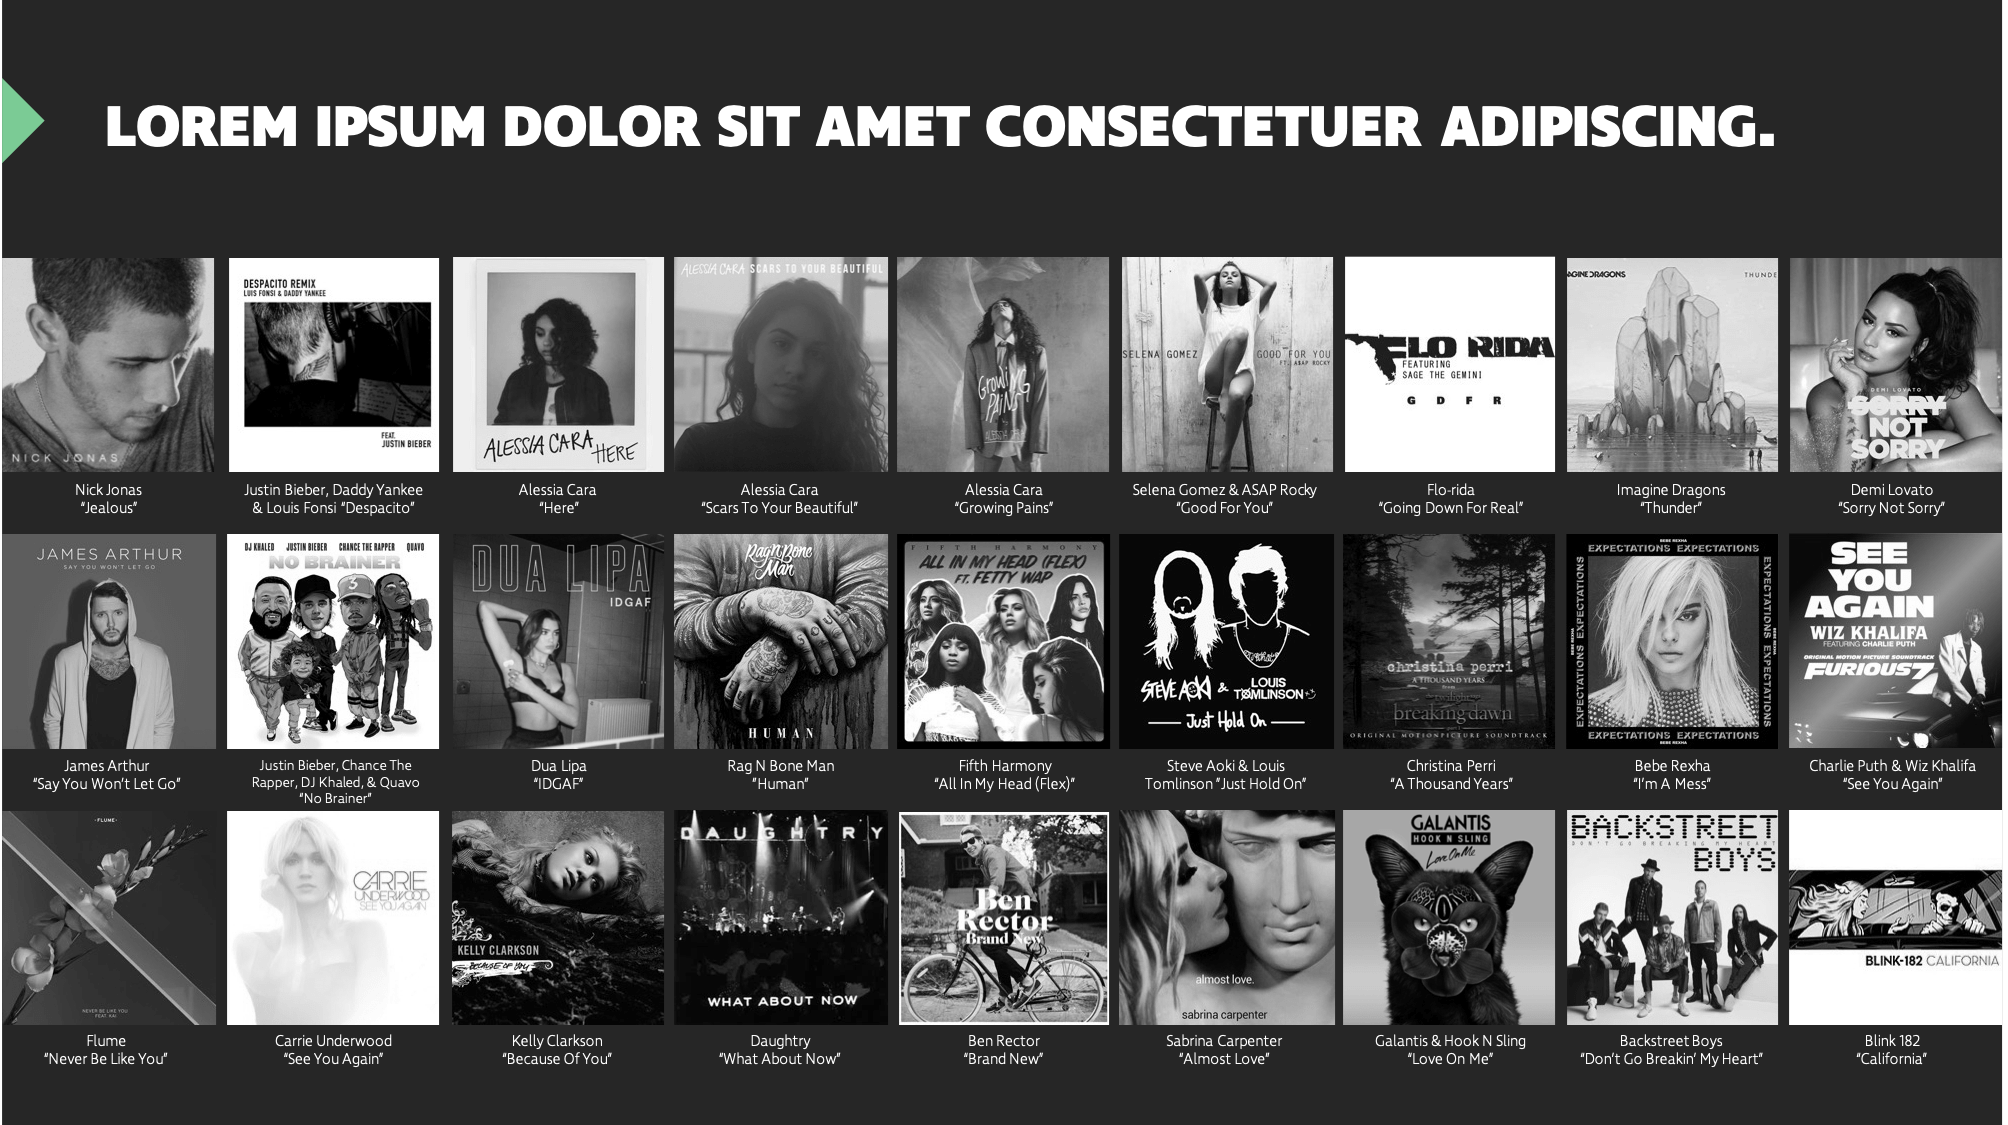 LOREM IPSUM DOLOR SIT AMET CONSECTETUER ADIPISCING.
NICK JONAS
DESPACITO REMIX
LUIS FONSI & DADDY YANKEE
FEAT.
JUSTIN BIEBER
ALESSIA CARA
HERE
ALESSIA CARA SCARS TO YOUR BEAUTIFUL
GROWING
PAINS
ALESSIA CARA
SELENA GOMEZ
GOOD FOR YOU
FT. A$AP ROCKY
FLO RIDA
FEATURING
SAGE THE GEMINI
G D F R
AGINE DRAGONS
THUNDE
DEMI LOVATO
SORRY
NOT
SORRY
Nick Jonas
“Jealous”
Justin Bieber, Daddy Yankee
& Louis Fonsi “Despacito”
Alessia Cara
“Here”
Alessia Cara
“Scars To Your Beautiful”
Alessia Cara
“Growing Pains”
Selena Gomez & ASAP Rocky
“Good For You”
Flo-rida
“Going Down For Real”
Imagine Dragons
“Thunder”
Demi Lovato
“Sorry Not Sorry”
JAMES ARTHUR
SAY YOU WON'T LET GO
DJ KHALED JUSTIN BIEBER CHANCE THE RAPPER QUAVO
NO BRAINER
3
DUA LIPA
IDGAF
Rag'n'Bone
Man
HUMAN
FIFTH HARMONY
ALL IN MY HEAD (FLEX)
FT. FETTY WAP
STEVE AOKI & LOUIS
TOMLINSON
Just Hold On
christina perri
A THOUSAND YEARS
from
twilight
breaking dawn
ORIGINAL MOTION PICTURE SOUNDTRACK
BEBE REXHA
EXPECTATIONS EXPECTATIONS
EXPECTATIONS EXPECTATIONS
EXPECTATIONS EXPECTATIONS
EXPECTATIONS EXPECTATIONS
BEBE REXHA
SEE
YOU
AGAIN
WIZ KHALIFA
FEATURING CHARLIE PUTH
ORIGINAL MOTION PICTURE SOUNDTRACK
FURIOUS 7
James Arthur
“Say You Won’t Let Go”
Justin Bieber, Chance The
Rapper, DJ Khaled, & Quavo
“No Brainer”
Dua Lipa
“IDGAF”
Rag N Bone Man
“Human”
Fifth Harmony
“All In My Head (Flex)”
Steve Aoki & Louis
Tomlinson “Just Hold On”
Christina Perri
“A Thousand Years”
Bebe Rexha
“I’m A Mess”
Charlie Puth & Wiz Khalifa
“See You Again”
-FLUME-
NEVER BE LIKE YOU
FEAT. KAI
CARRIE
UNDERWOOD
SEE YOU AGAIN
KELLY CLARKSON
BECAUSE OF YOU
DAUGHTRY
WHAT ABOUT NOW
Ben
Rector
Brand New
almost love.
sabrina carpenter
GALANTIS
HOOK N SLING
Love On Me
BACKSTREET
DON'T GO BREAKING MY HEART
BOYS
BLINK-182 CALIFORNIA
Flume
“Never Be Like You”
Carrie Underwood
“See You Again”
Kelly Clarkson
“Because Of You”
Daughtry
“What About Now”
Ben Rector
“Brand New”
Sabrina Carpenter
“Almost Love”
Galantis & Hook N Sling
“Love On Me”
Backstreet Boys
“Don’t Go Breakin’ My Heart”
Blink 182
“California”